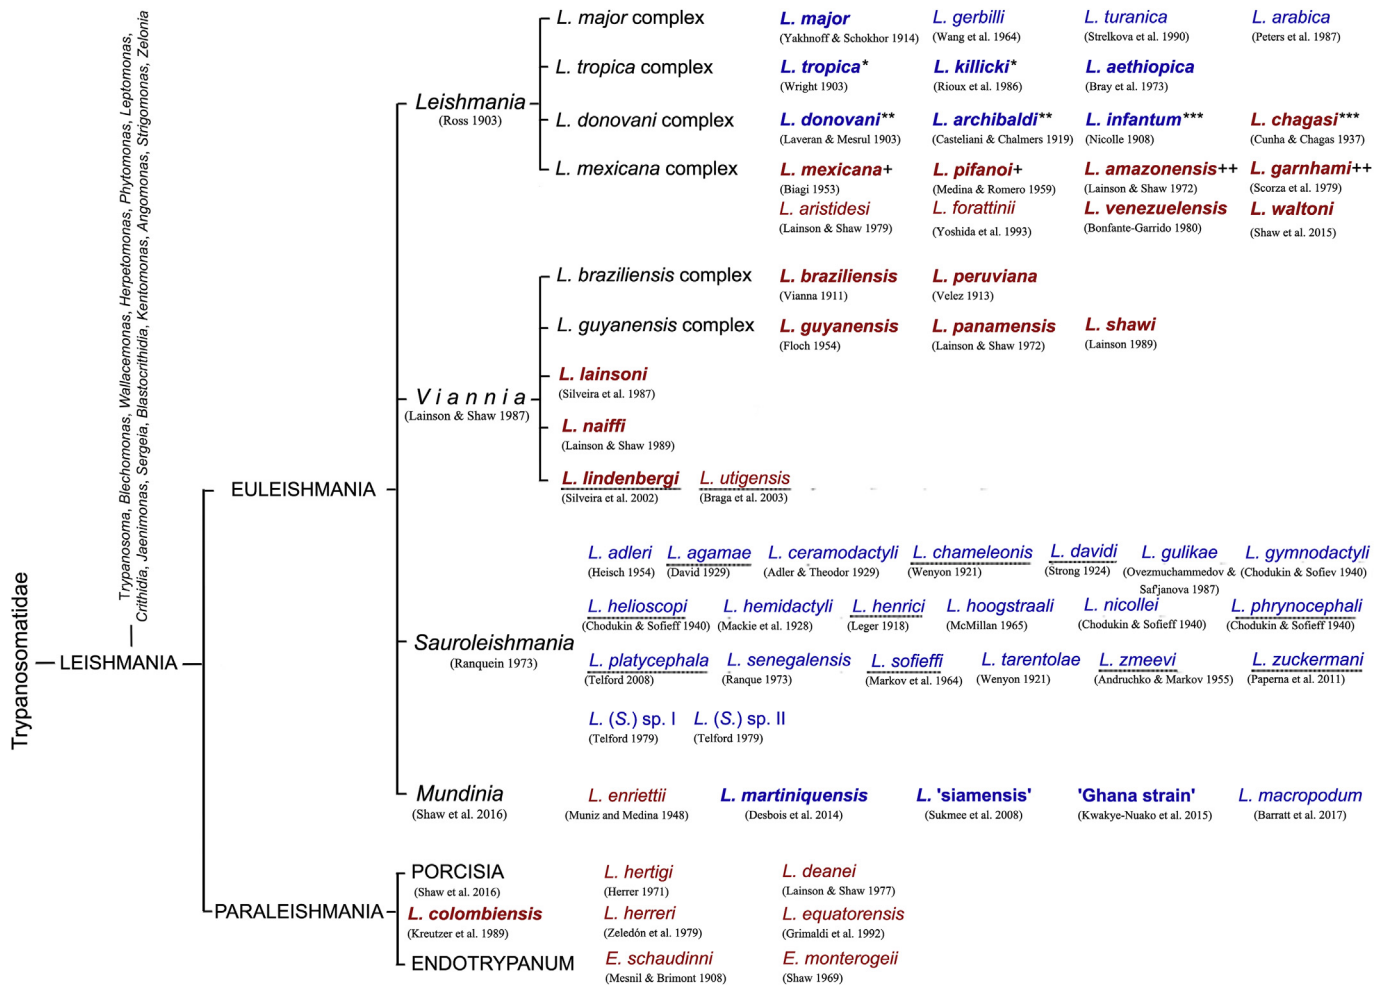 Trypanosoma, Blechomonas, Wallacemonas, Herpetomonas, Phytomonas, Leptomonas,
Crithidia, Jaenimonas, Sergeia, Blastocrithidia, Kentomonas, Angomonas, Strigomonas, Zelonia
Trypanosomatidae
LEISHMANIA
EULEISHMANIA
Leishmania
(Ross 1903)
L. major complex
L. major
(Yakhnoff & Schokhor 1914)
L. gerbilli
(Wang et al. 1964)
L. turanica
(Strelkova et al. 1990)
L. arabica
(Peters et al. 1987)
L. tropica complex
L. tropica*
(Wright 1903)
L. killicki*
(Rioux et al. 1986)
L. aethiopica
(Bray et al. 1973)
L. donovani complex
L. donovani**
(Laveran & Mesrul 1903)
L. archibaldi**
(Casteliani & Chalmers 1919)
L. infantum***
(Nicolle 1908)
L. chagasi***
(Cunha & Chagas 1937)
L. mexicana complex
L. mexicana+
(Biagi 1953)
L. pifanoi+
(Medina & Romero 1959)
L. amazonensis++
(Lainson & Shaw 1972)
L. garnhami++
(Scorza et al. 1979)
L. aristidesi
(Lainson & Shaw 1979)
L. forattinii
(Yoshida et al. 1993)
L. venezuelensis
(Bonfante-Garrido 1980)
L. waltoni
(Shaw et al. 2015)
Viannia
(Lainson & Shaw 1987)
L. braziliensis complex
L. braziliensis
(Vianna 1911)
L. peruviana
(Velez 1913)
L. guyanensis complex
L. guyanensis
(Floch 1954)
L. panamensis
(Lainson & Shaw 1972)
L. shawi
(Lainson 1989)
L. lainsoni
(Silveira et al. 1987)
L. naiffi
(Lainson & Shaw 1989)
L. lindenbergi
(Silveira et al. 2002)
L. utigensis
(Braga et al. 2003)
Sauroleishmania
(Ranquein 1973)
L. adleri
(Heisch 1954)
L. agamae
(David 1929)
L. ceramodactyli
(Adler & Theodor 1929)
L. chameleonis
(Wenyon 1921)
L. davidi
(Strong 1924)
L. gulikae
(Ovezmuchammedov &
Saf'janova 1987)
L. gymnodactyli
(Chodukin & Sofiev 1940)
L. helioscopi
(Chodukin & Sofieff 1940)
L. hemidactyli
(Mackie et al. 1928)
L. henrici
(Leger 1918)
L. hoogstraali
(McMillan 1965)
L. nicollei
(Chodukin & Sofieff 1940)
L. phrynocephali
(Chodukin & Sofieff 1940)
L. platycephala
(Telford 2008)
L. senegalensis
(Ranque 1973)
L. sofieffi
(Markov et al. 1964)
L. tarentolae
(Wenyon 1921)
L. zmeevi
(Andruchko & Markov 1955)
L. zuckermani
(Paperna et al. 2011)
L. (S.) sp. I
(Telford 1979)
L. (S.) sp. II
(Telford 1979)
Mundinia
(Shaw et al. 2016)
L. enriettii
(Muniz and Medina 1948)
L. martiniquensis
(Desbois et al. 2014)
L. 'siamensis'
(Sukmee et al. 2008)
'Ghana strain'
(Kwakye-Nuako et al. 2015)
L. macropodum
(Barratt et al. 2017)
PARALEISHMANIA
PORCISIA
(Shaw et al. 2016)
L. hertigi
(Herrer 1971)
L. deanei
(Lainson & Shaw 1977)
L. colombiensis
(Kreutzer et al. 1989)
L. herreri
(Zeledón et al. 1979)
L. equatorensis
(Grimaldi et al. 1992)
ENDOTRYPANUM
E. schaudinni
(Mesnil & Brimont 1908)
E. monterogeii
(Shaw 1969)